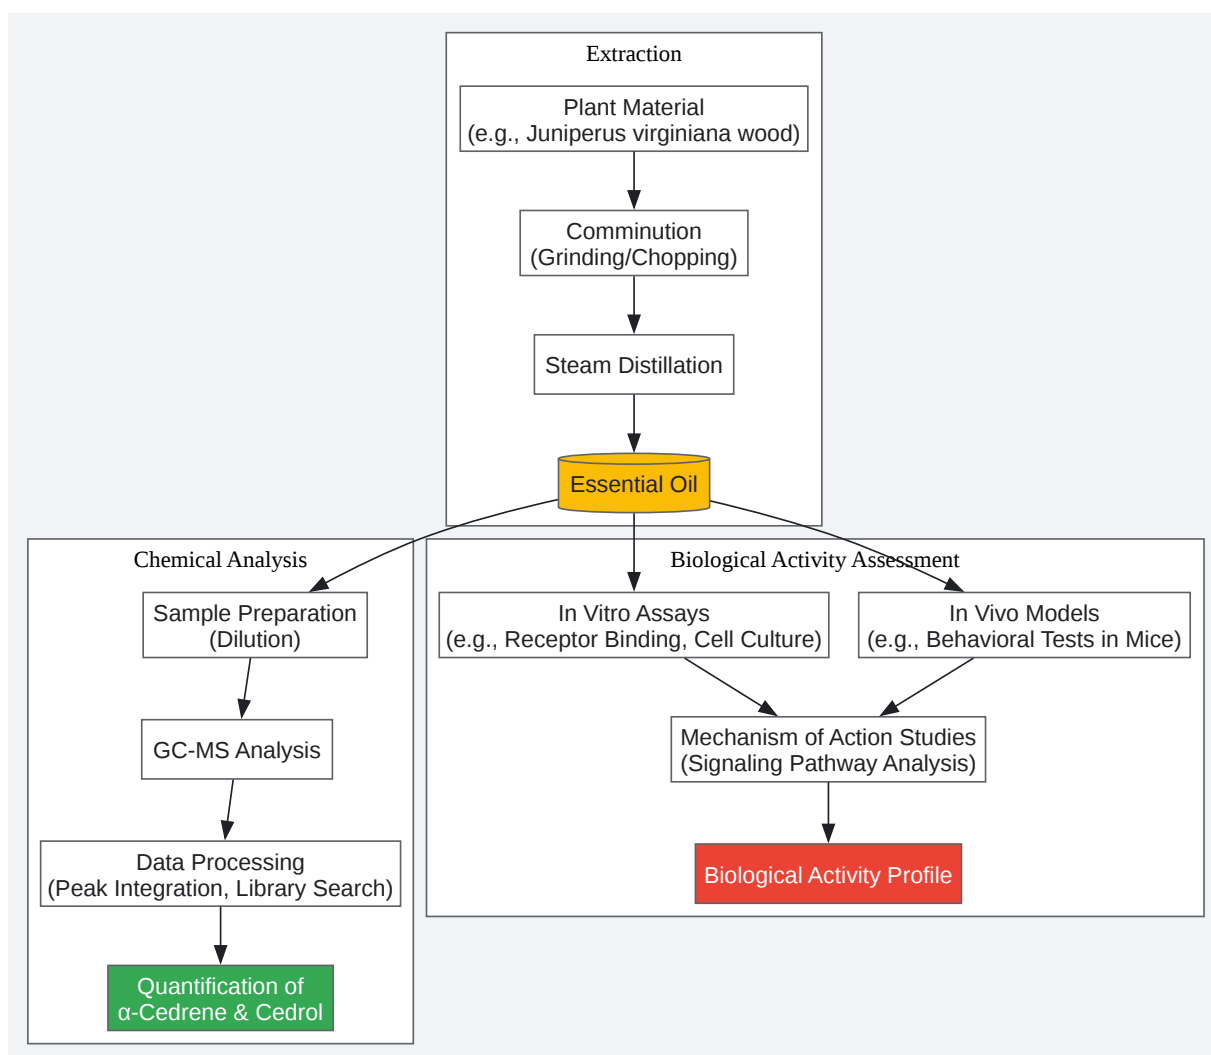 Extraction
Plant Material
(e.g., Juniperus virginiana wood)
Comminution
(Grinding/Chopping)
Steam Distillation
Essential Oil
Chemical Analysis
Sample Preparation
(Dilution)
GC-MS Analysis
Data Processing
(Peak Integration, Library Search)
Quantification of
α-Cedrene & Cedrol
Biological Activity Assessment
In Vitro Assays
(e.g., Receptor Binding, Cell Culture)
In Vivo Models
(e.g., Behavioral Tests in Mice)
Mechanism of Action Studies
(Signaling Pathway Analysis)
Biological Activity Profile